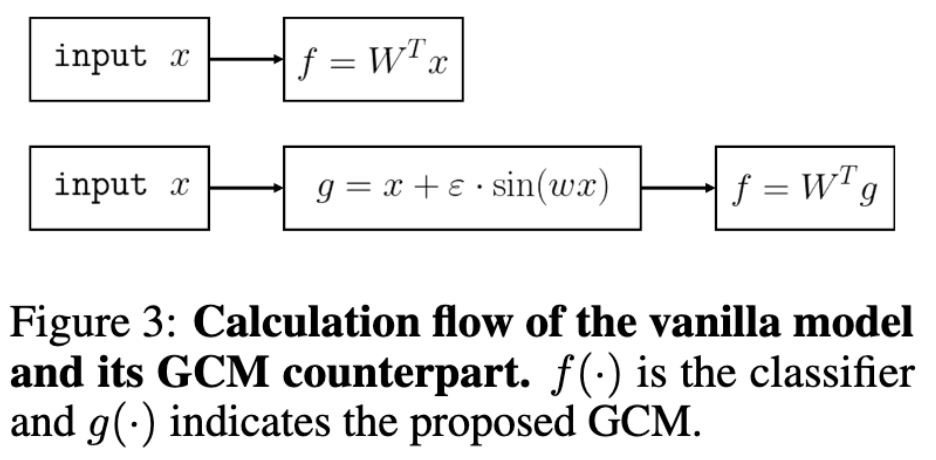 input x
f = W^T x
input x
g = x + ε · sin(wx)
f = W^T g
Figure 3: Calculation flow of the vanilla model
and its GCM counterpart. f(·) is the classifier
and g(·) indicates the proposed GCM.